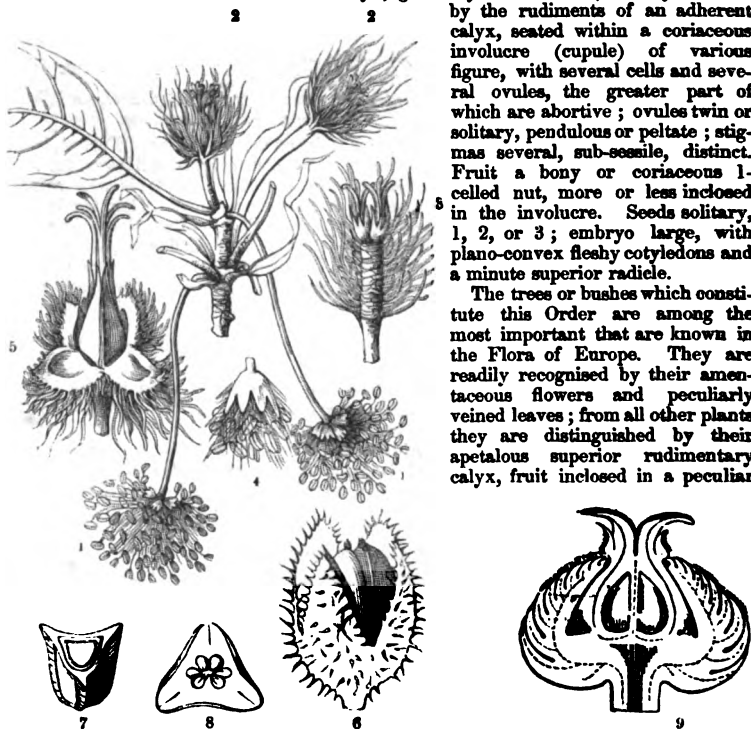 by the rudiments of an adherent
calyx, seated within a coriaceous
involucre (cupule) of various
figure, with several cells and seve-
ral ovules, the greater part of
which are abortive ; ovules twin or
solitary, pendulous or peltate ; stig-
mas several, sub-sessile, distinct.
Fruit a bony or coriaceous 1-
celled nut, more or less inclosed
in the involucre. Seeds solitary,
1, 2, or 3 ; embryo large, with
plano-convex fleshy cotyledons and
a minute superior radicle.
The trees or bushes which consti-
tute this Order are among the
most important that are known in
the Flora of Europe. They are
readily recognised by their amen-
taceous flowers and peculiarly
veined leaves ; from all other plants
they are distinguished by their
apetalous superior rudimentary
calyx, fruit inclosed in a peculiar
2
2
3
5
4
1
1
7
8
6
9